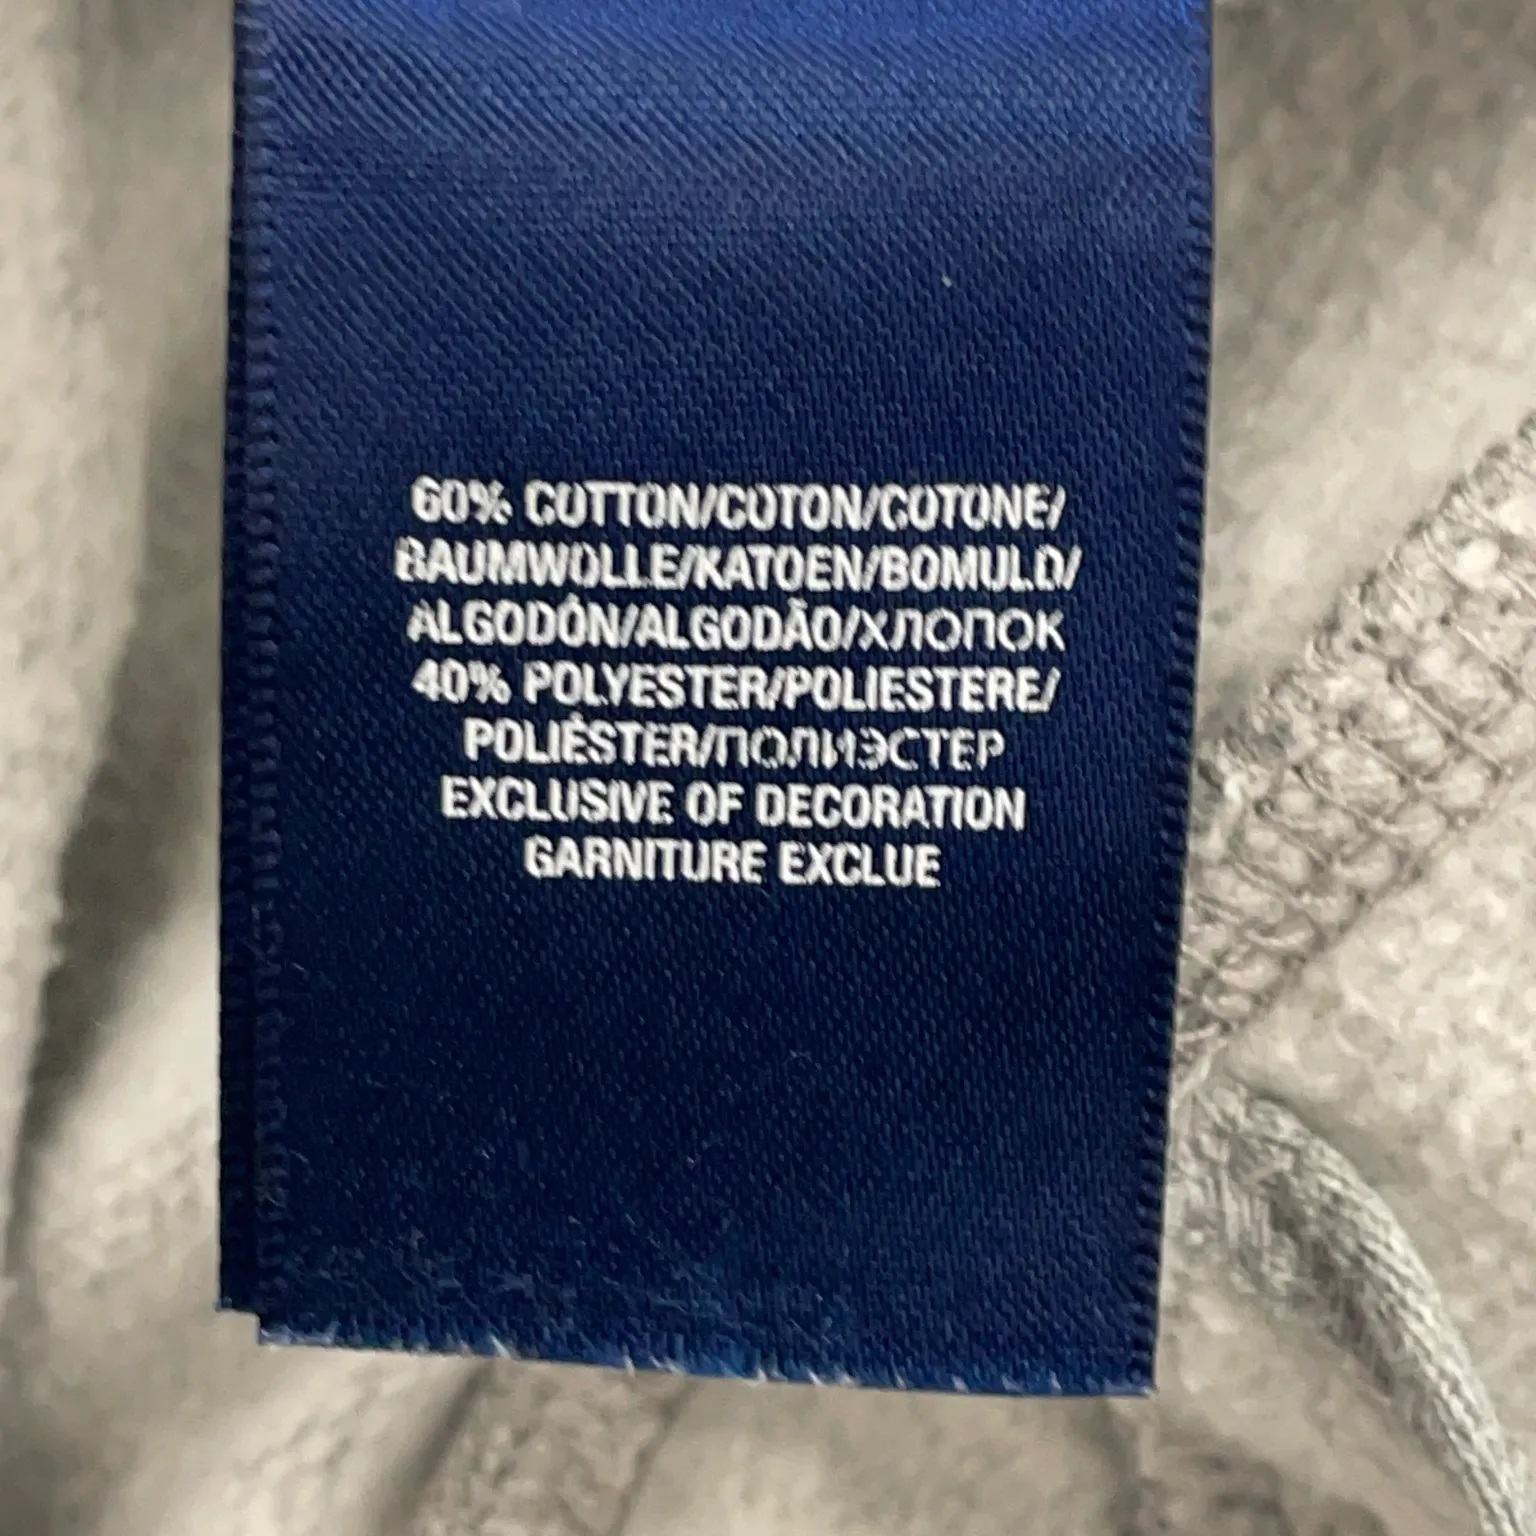 60% COTTON/COTON/COTONE/
BAUMWOLLE/KATOEN/BOMULD/
ALGODÓN/ALGODÃO/ХЛОПОК
40% POLYESTER/POLIESTERE/
POLIÉSTER/ПОЛИЭСТЕР
EXCLUSIVE OF DECORATION
GARNITURE EXCLUE